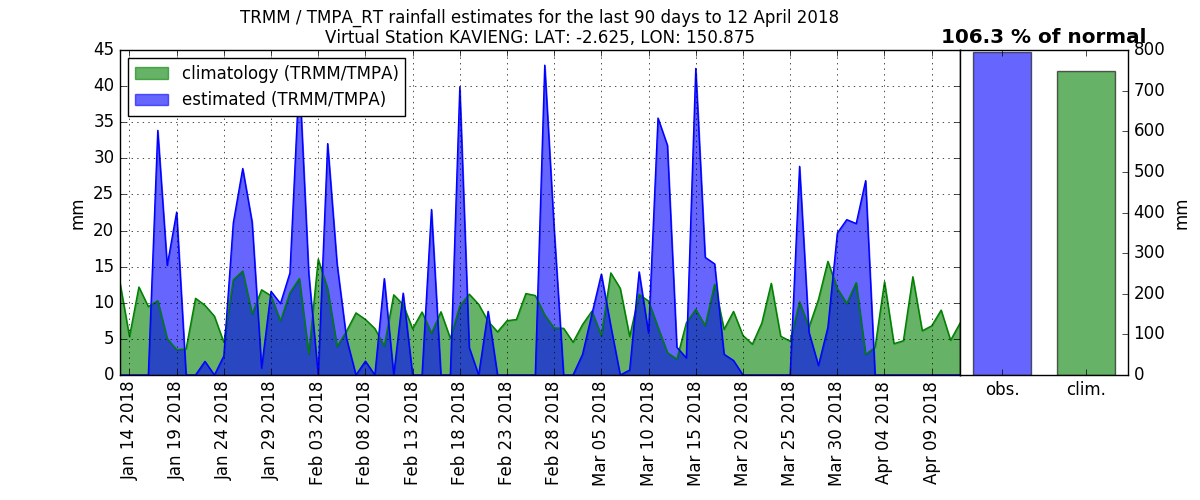 TRMM / TMPA_RT rainfall estimates for the last 90 days to 12 April 2018
Virtual Station KAVIENG: LAT: -2.625, LON: 150.875
106.3 % of normal
climatology (TRMM/TMPA)
estimated (TRMM/TMPA)
45
40
35
30
25
20
15
10
5
0
mm
Jan 14 2018
Jan 19 2018
Jan 24 2018
Jan 29 2018
Feb 03 2018
Feb 08 2018
Feb 13 2018
Feb 18 2018
Feb 23 2018
Feb 28 2018
Mar 05 2018
Mar 10 2018
Mar 15 2018
Mar 20 2018
Mar 25 2018
Mar 30 2018
Apr 04 2018
Apr 09 2018
obs.
clim.
800
700
600
500
400
300
200
100
0
mm